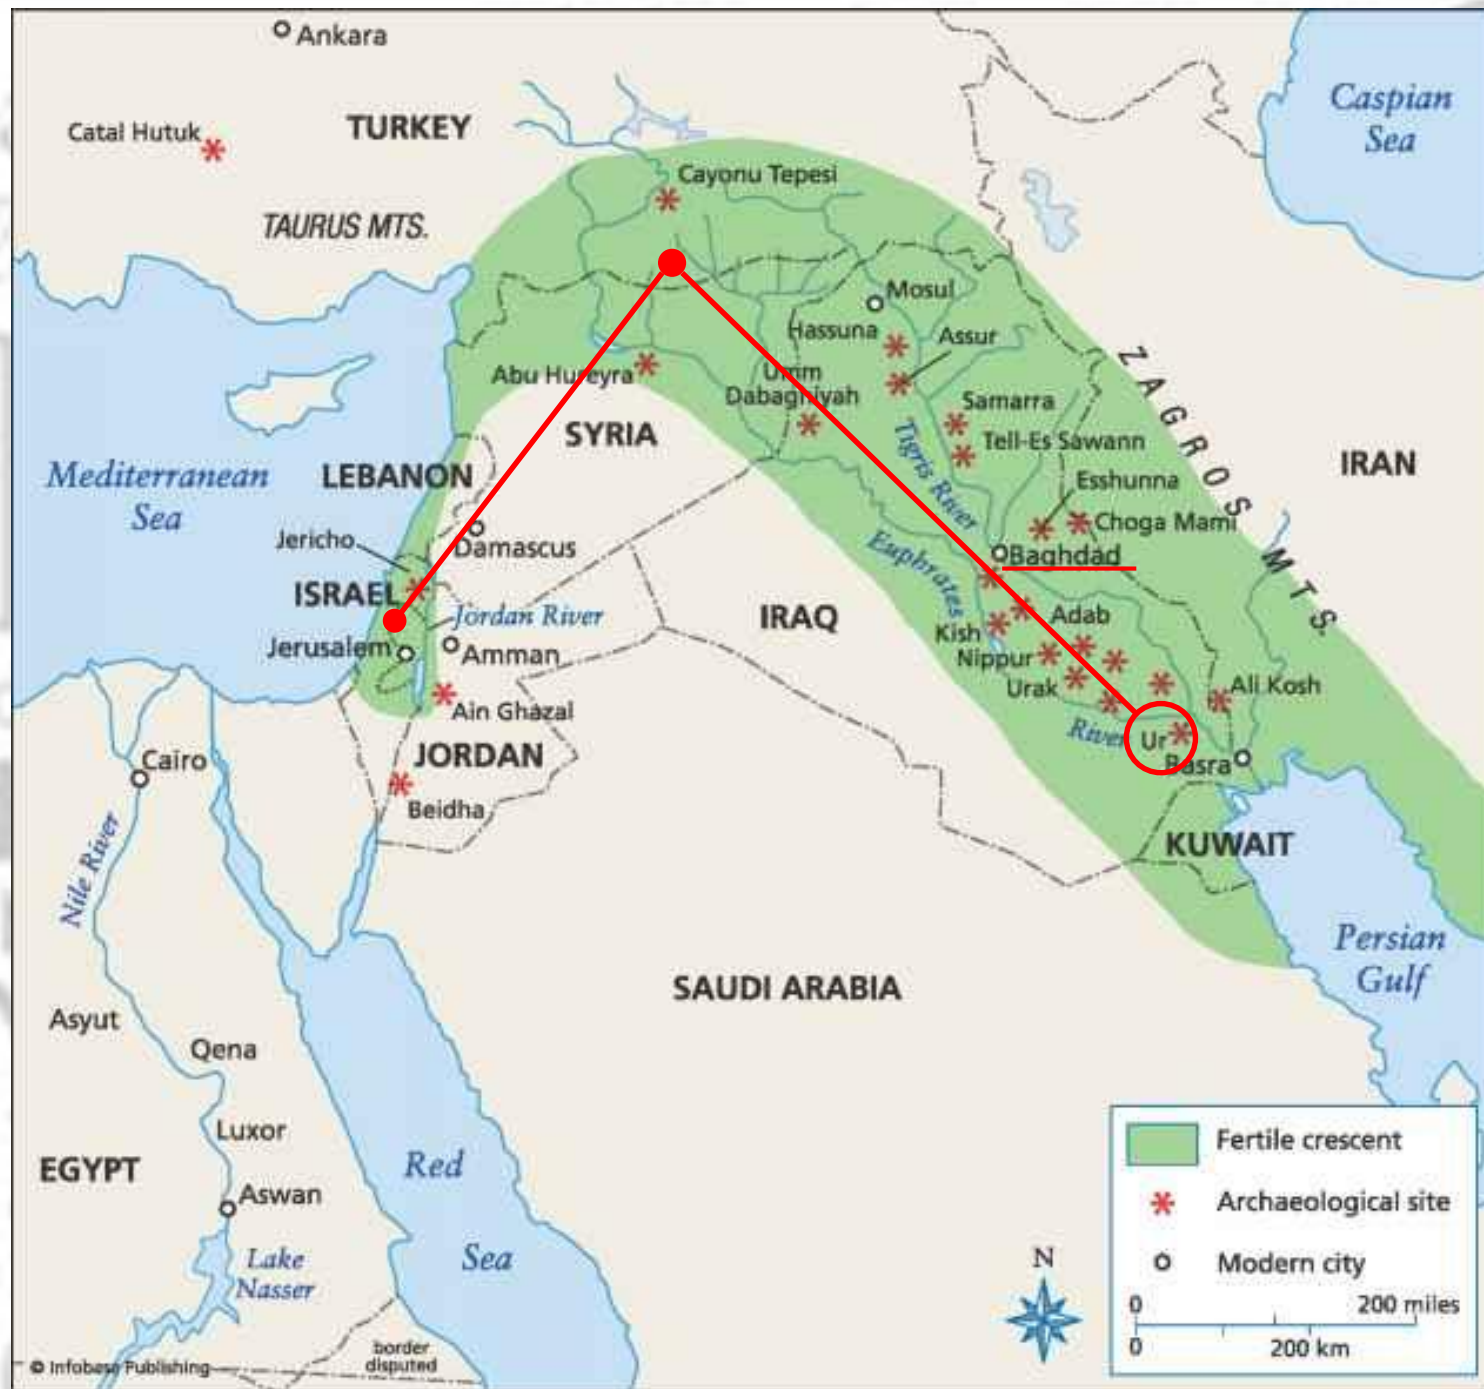 Ankara
Caspian
Sea
Catal Hutuk
TURKEY
Cayonu Tepesi
TAURUS MTS.
Mosul
Hassuna
Assur
Abu Hureyra
Umm
Dabaghiyah
Samarra
SYRIA
Tigris River
Tell-Es Sawann
ZAGROS MTS.
IRAN
Mediterranean
Sea
LEBANON
Esshunna
Choga Mami
Jericho
Damascus
Euphrates
Baghdad
ISRAEL
Jordan River
IRAQ
Adab
Kish
Jerusalem
Amman
Nippur
Urak
Ali Kosh
Ain Ghazal
River
Ur
Basra
JORDAN
Cairo
Beidha
KUWAIT
Nile River
Persian
Gulf
SAUDI ARABIA
Asyut
Qena
Luxor
EGYPT
Red
Sea
Aswan
Lake
Nasser
border
disputed
© Infobase Publishing
N
Fertile crescent
Archaeological site
Modern city
0 200 miles
0 200 km